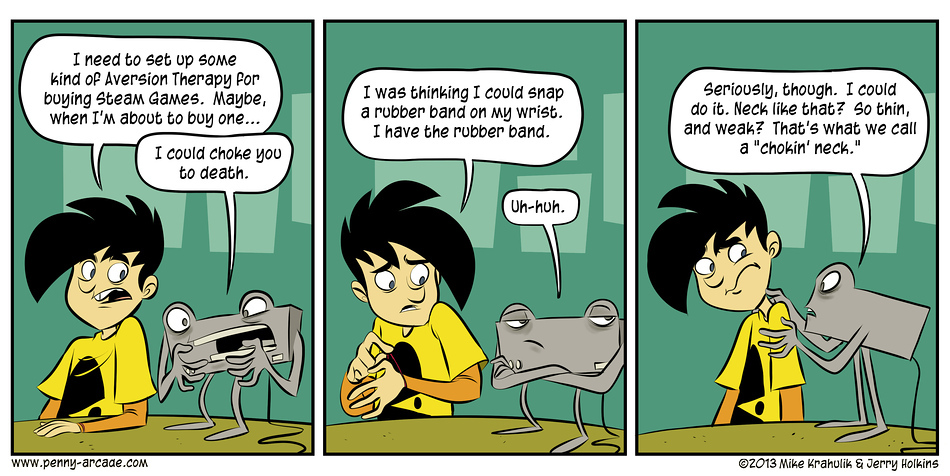 I need to set up some
kind of Aversion Therapy for
buying Steam Games. Maybe,
when I'm about to buy one...
I could choke you
to death.
I was thinking I could snap
a rubber band on my wrist.
I have the rubber band.
Uh-huh.
Seriously, though. I could
do it. Neck like that? So thin,
and weak? That's what we call
a "chokin' neck."
www.penny-arcade.com
©2013 Mike Krahulik & Jerry Holkins